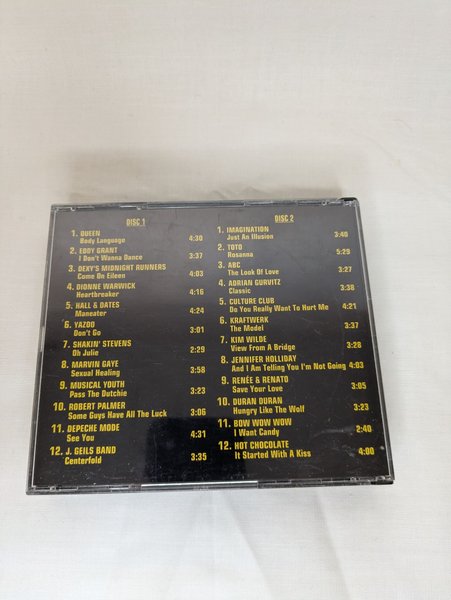 DISC 1
1. QUEEN
Body Language 4:30
2. EDDY GRANT
I Don't Wanna Dance 3:37
3. DEXY'S MIDNIGHT RUNNERS
Come On Eileen 4:03
4. DIONNE WARWICK
Heartbreaker 4:16
5. HALL & OATES
Maneater 4:24
6. YAZOO
Don't Go 3:01
7. SHAKIN' STEVENS
Oh Julie 2:29
8. MARVIN GAYE
Sexual Healing 3:58
9. MUSICAL YOUTH
Pass The Dutchie 3:23
10. ROBERT PALMER
Some Guys Have All The Luck 3:06
11. DEPECHE MODE
See You 4:31
12. J. GEILS BAND
Centerfold 3:35
DISC 2
1. IMAGINATION
Just An Illusion 3:40
2. TOTO
Rosanna 5:29
3. ABC
The Look Of Love 3:27
4. ADRIAN GURVITZ
Classic 3:38
5. CULTURE CLUB
Do You Really Want To Hurt Me 4:21
6. KRAFTWERK
The Model 3:37
7. KIM WILDE
View From A Bridge 3:28
8. JENNIFER HOLLIDAY
And I Am Telling You I'm Not Going 4:03
9. RENÉE & RENATO
Save Your Love 3:05
10. DURAN DURAN
Hungry Like The Wolf 3:23
11. BOW WOW WOW
I Want Candy 2:40
12. HOT CHOCOLATE
It Started With A Kiss 4:00